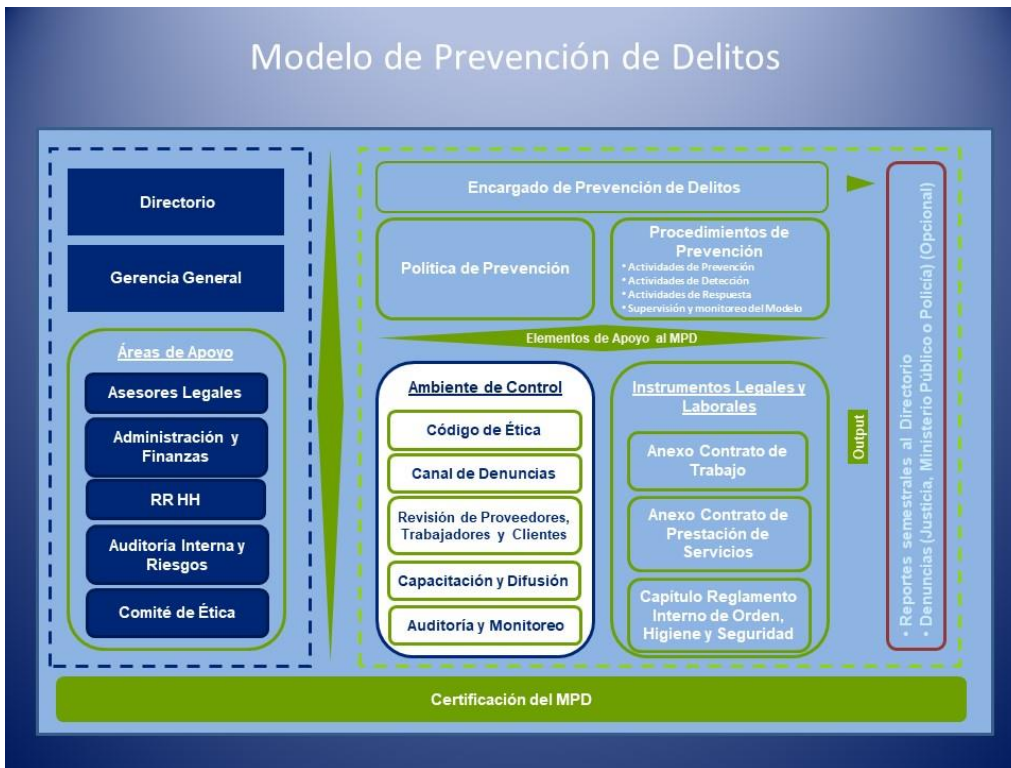 Modelo de Prevención de Delitos
Directorio
Gerencia General
Áreas de Apoyo
Asesores Legales
Administración y
Finanzas
RR HH
Auditoría Interna y
Riesgos
Comité de Ética
Encargado de Prevención de Delitos
Política de Prevención
Procedimientos de
Prevención
• Actividades de Prevención
• Actividades de Detección
• Actividades de Respuesta
• Supervisión y monitoreo del Modelo
Elementos de Apoyo al MPD
Ambiente de Control
Código de Ética
Canal de Denuncias
Revisión de Proveedores,
Trabajadores y Clientes
Capacitación y Difusión
Auditoría y Monitoreo
Instrumentos Legales y
Laborales
Anexo Contrato de
Trabajo
Anexo Contrato de
Prestación de
Servicios
Capitulo Reglamento
Interno de Orden,
Higiene y Seguridad
Output
• Reportes semestrales al Directorio
• Denuncias (Justicia, Ministerio Público o Policía) (Opcional)
Certificación del MPD